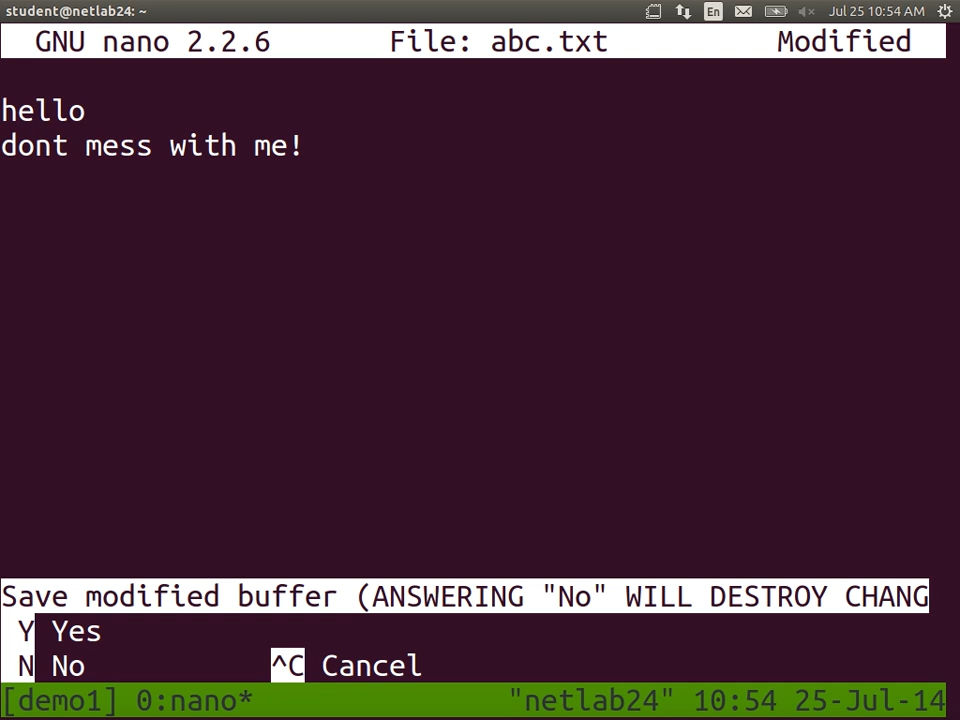 student@netlab24: ~ En Jul 25 10:54 AM
GNU nano 2.2.6 File: abc.txt Modified
hello
dont mess with me!
Save modified buffer (ANSWERING "No" WILL DESTROY CHANG
Y Yes
N No ^C Cancel
[demo1] 0:nano* "netlab24" 10:54 25-Jul-14